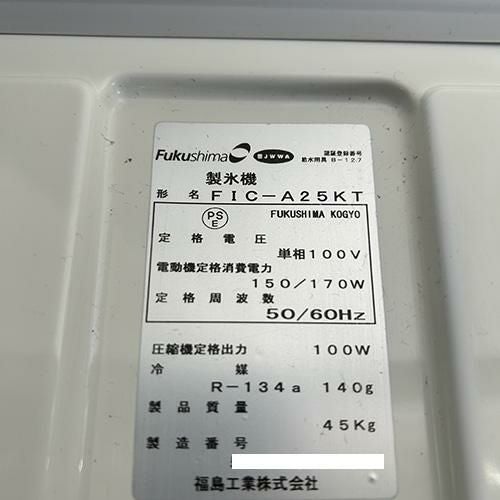 Fukushima JWWA 認証登録番号
給水用具 B-127
製氷機
形名 FIC-A25KT
PSE FUKUSHIMA KOGYO
定格電圧
単相100V
電動機定格消費電力
150/170W
定格周波数
50/60Hz
圧縮機定格出力 100W
冷媒
R-134a 140g
製品質量
45Kg
製造番号
福島工業株式会社